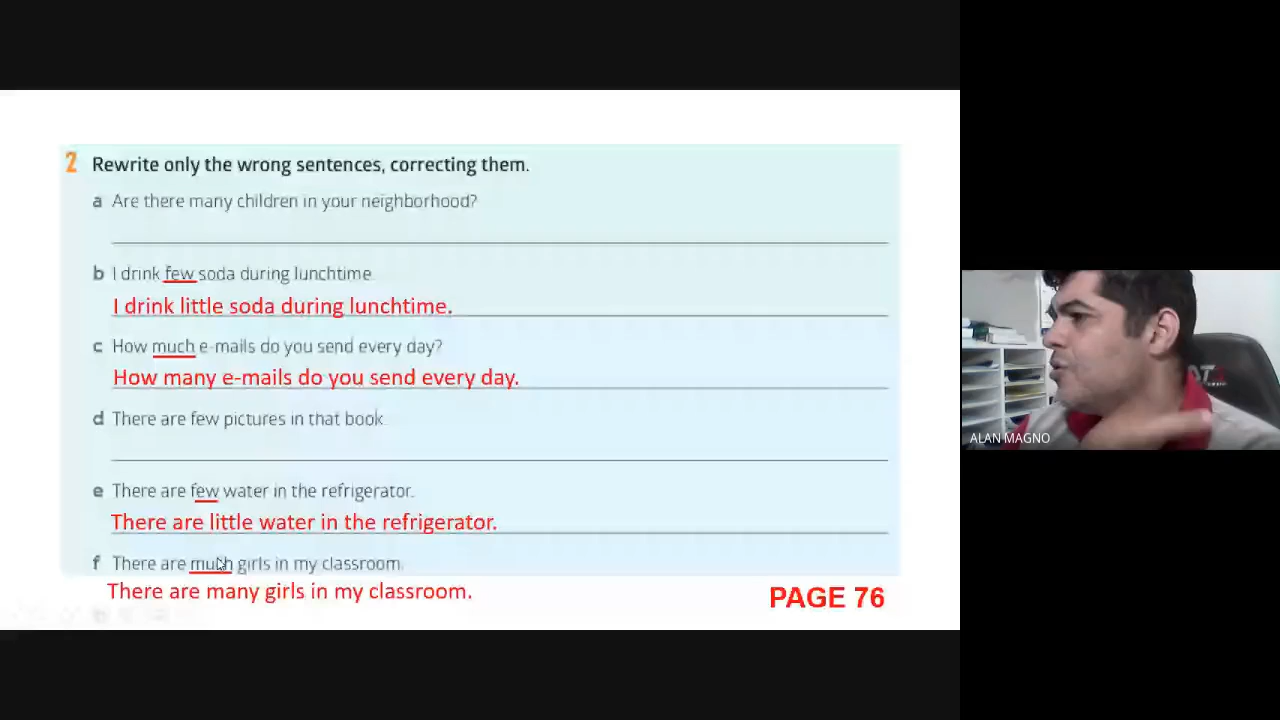 2 Rewrite only the wrong sentences, correcting them.
a Are there many children in your neighborhood?
b I drink few soda during lunchtime.
I drink little soda during lunchtime.
c How much e-mails do you send every day?
How many e-mails do you send every day.
d There are few pictures in that book.
e There are few water in the refrigerator.
There are little water in the refrigerator.
f There are much girls in my classroom.
There are many girls in my classroom.
PAGE 76
ALAN MAGNO